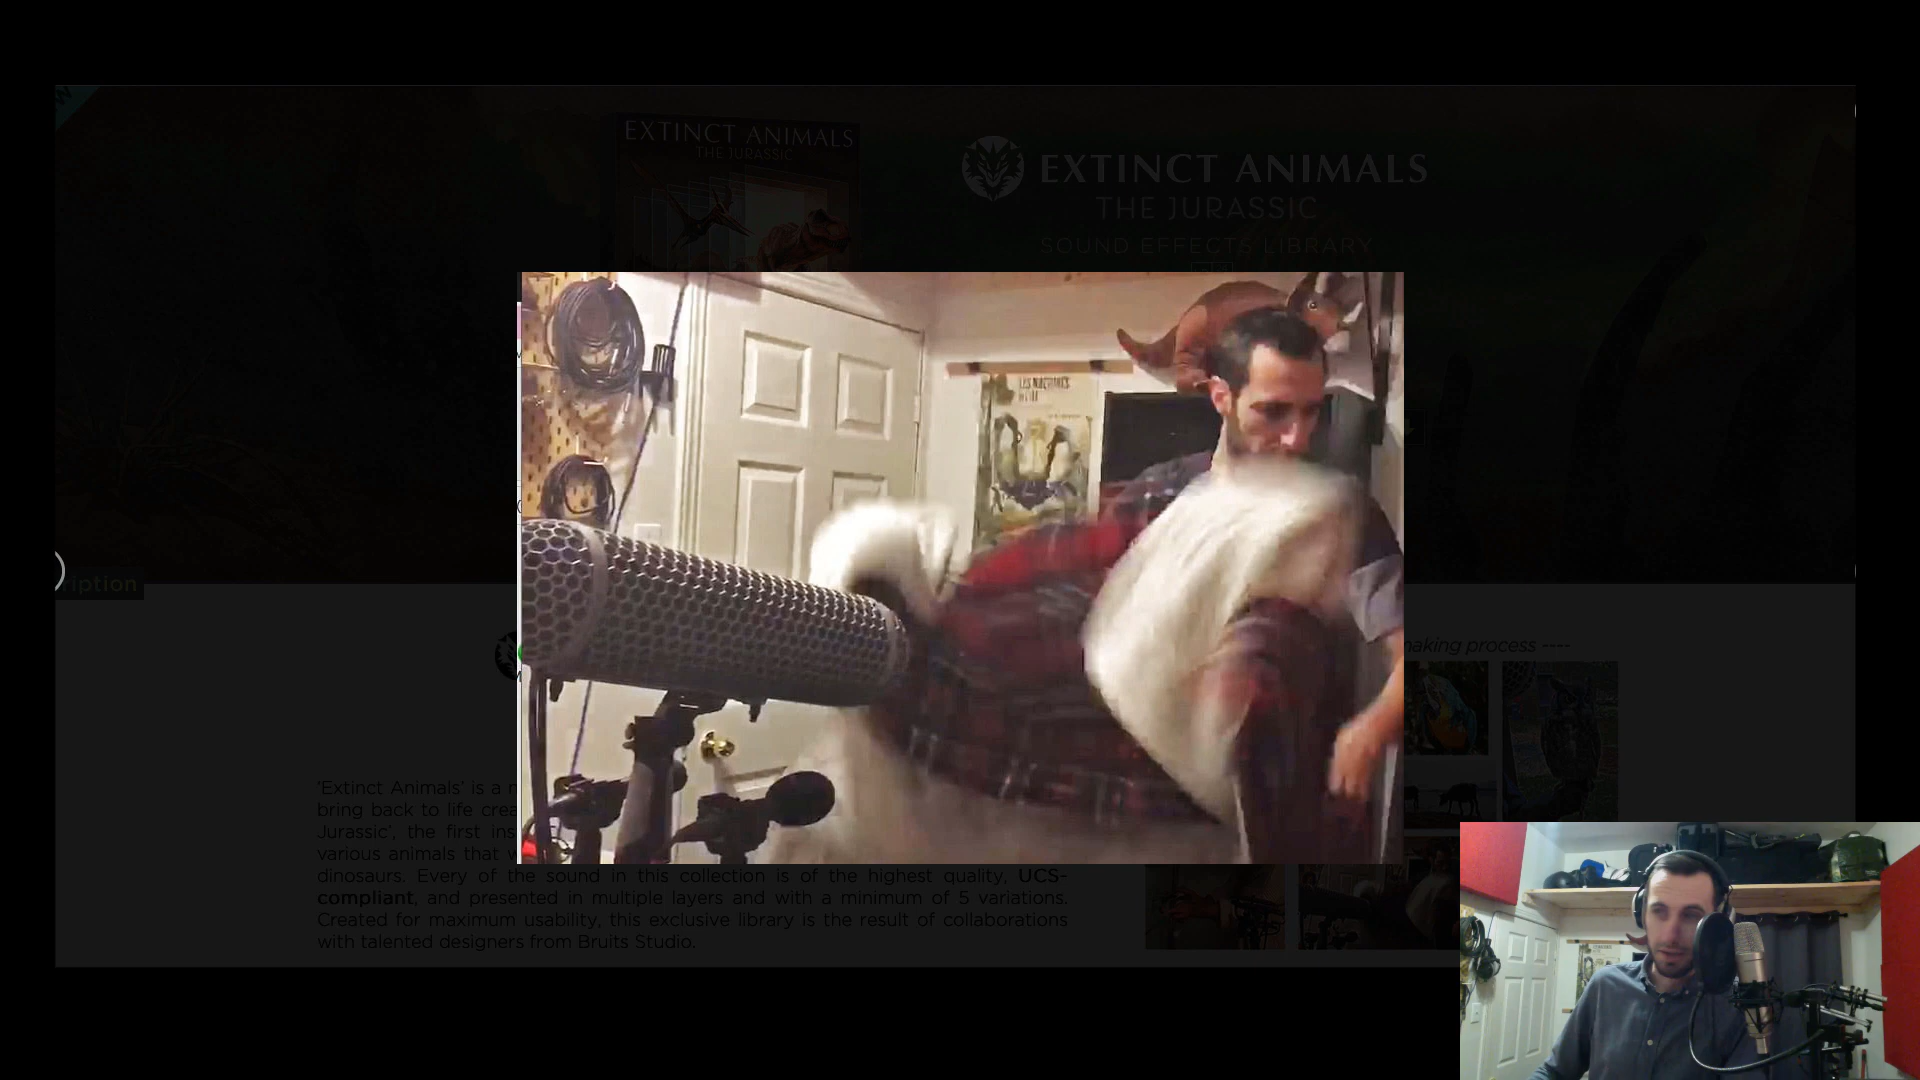 EXTINCT ANIMALS
THE JURASSIC
EXTINCT ANIMALS
THE JURASSIC
SOUND EFFECTS LIBRARY
LES MACHINES
ription
making process ----
'Extinct Animals' is a
bring back to life
Jurassic', the first
various animals that
dinosaurs. Every of the sound in this collection is of the highest quality, UCS-
compliant, and presented in multiple layers and with a minimum of 5 variations.
Created for maximum usability, this exclusive library is the result of collaborations
with talented designers from Bruits Studio.